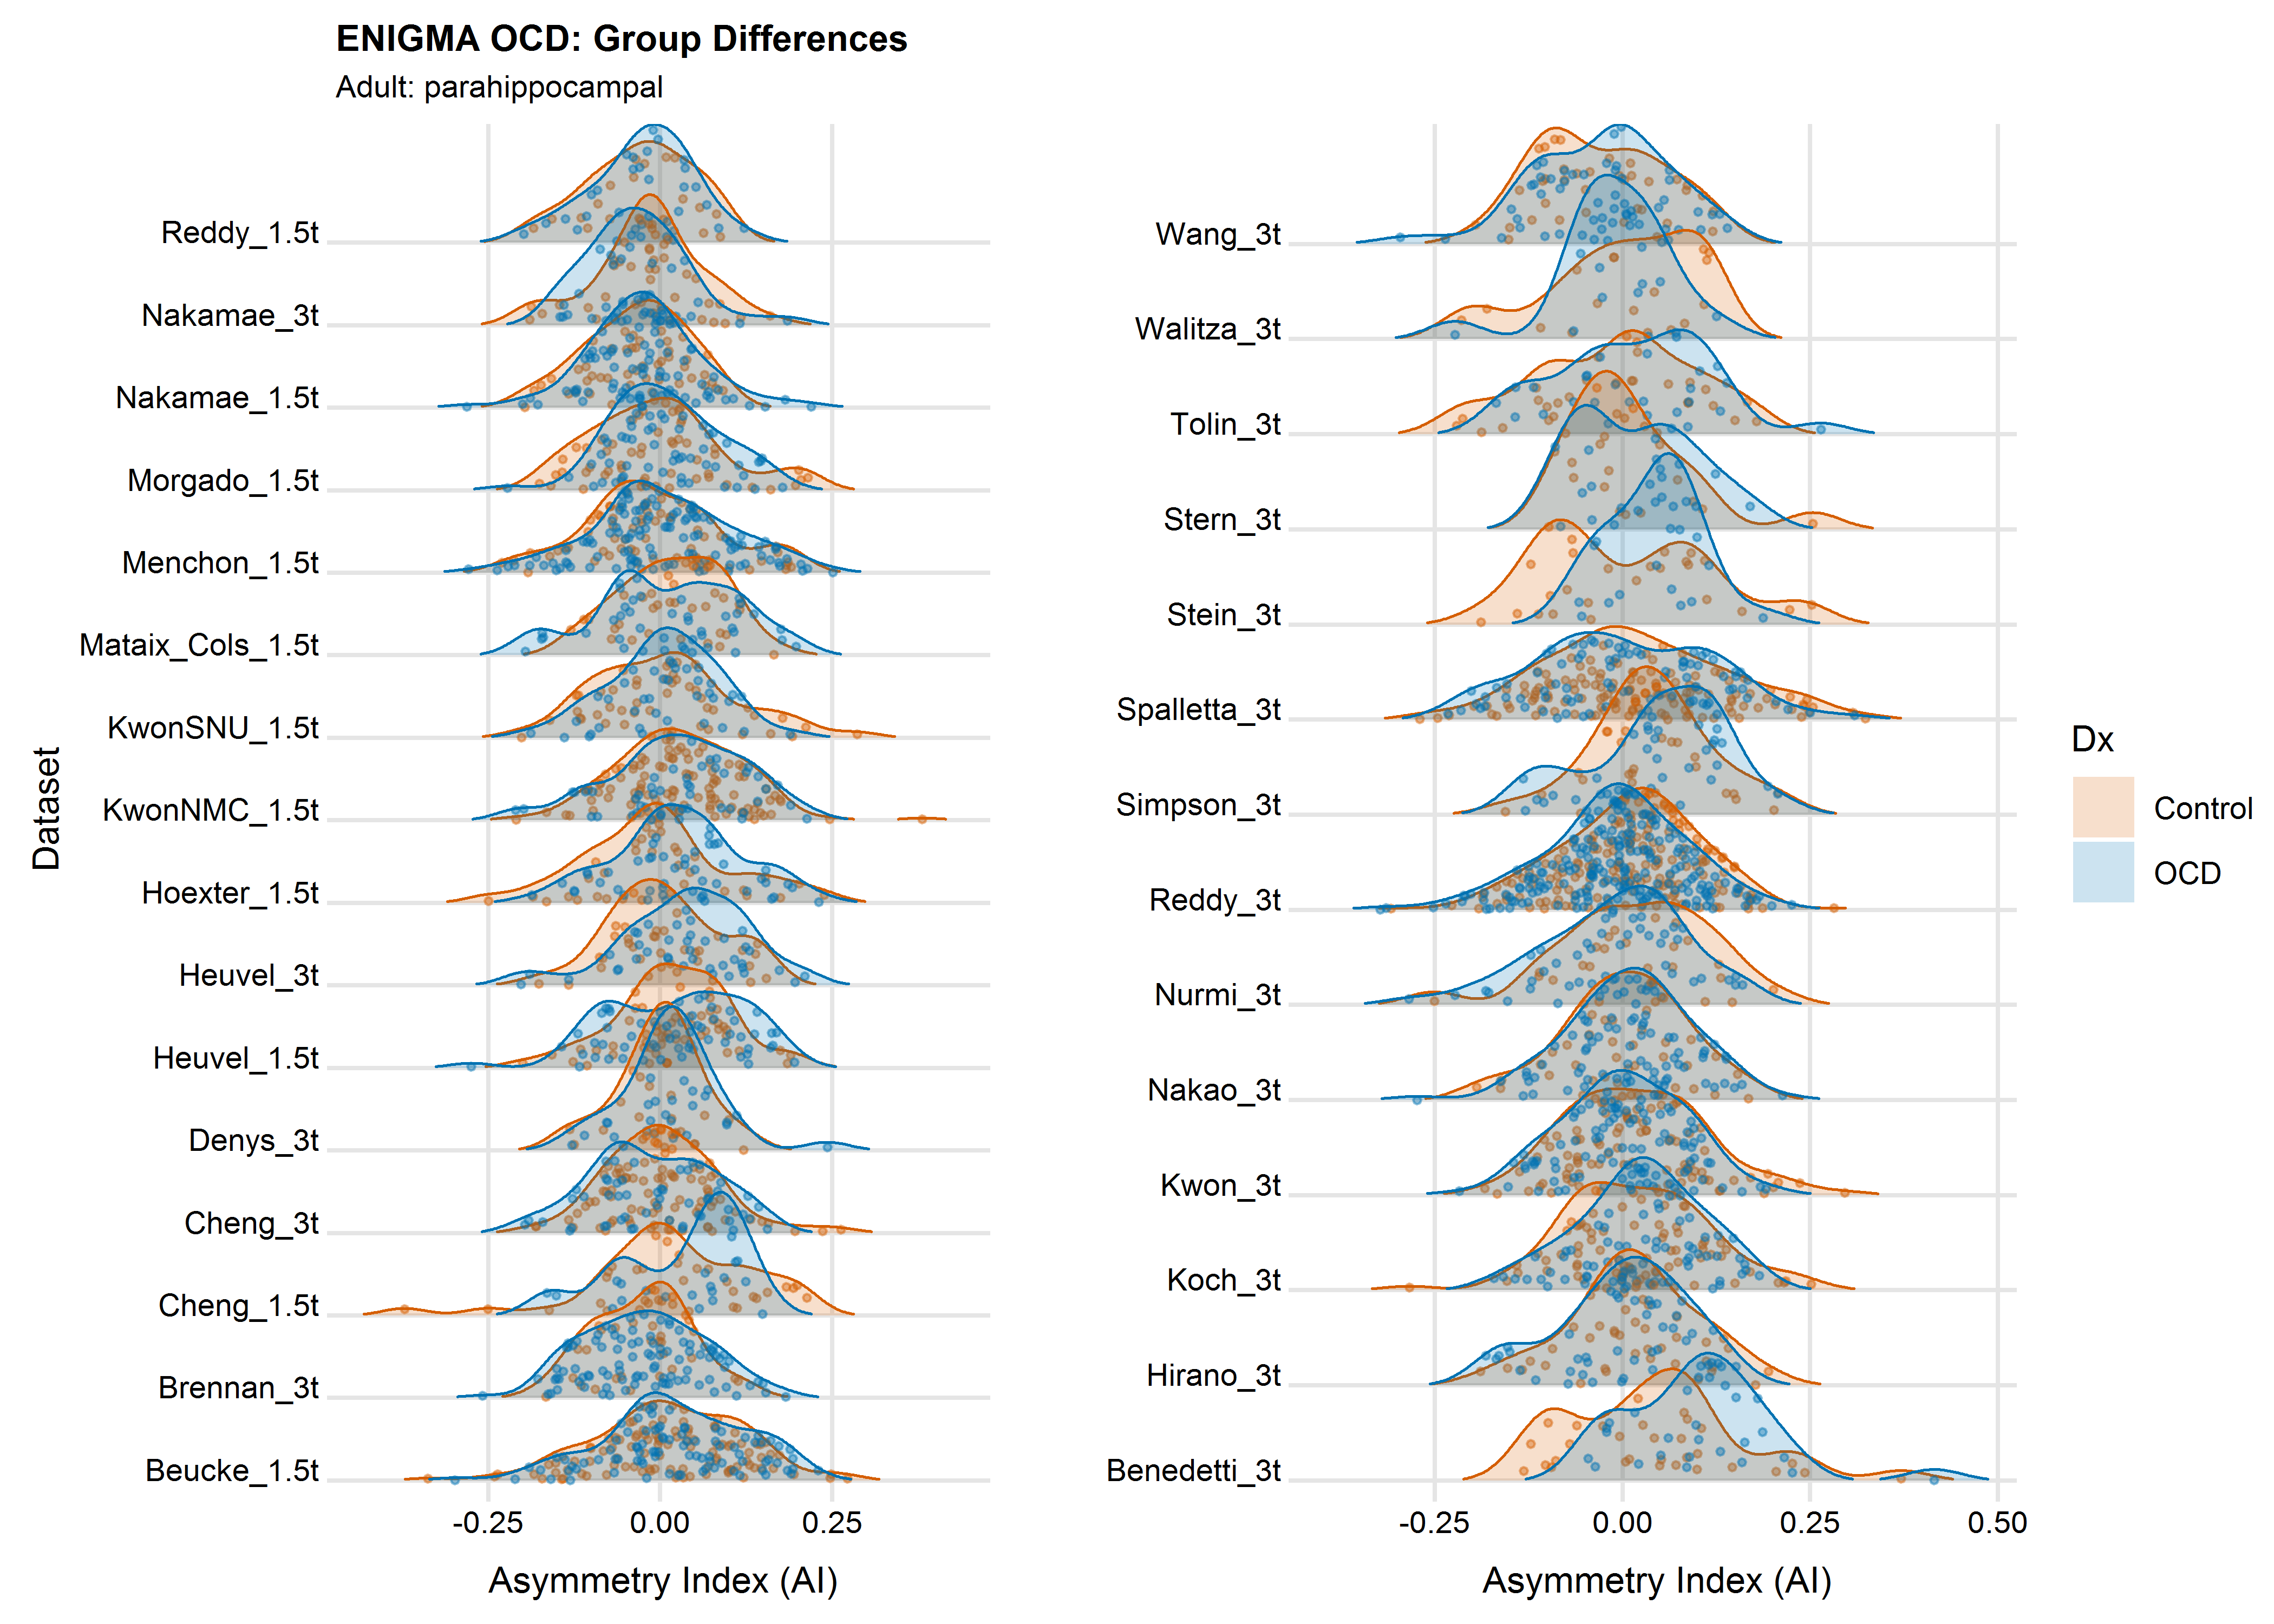 ENIGMA OCD: Group Differences
Adult: parahippocampal
Dataset
Reddy_1.5t
Nakamae_3t
Nakamae_1.5t
Morgado_1.5t
Menchon_1.5t
Mataix_Cols_1.5t
KwonSNU_1.5t
KwonNMC_1.5t
Hoexter_1.5t
Heuvel_3t
Heuvel_1.5t
Denys_3t
Cheng_3t
Cheng_1.5t
Brennan_3t
Beucke_1.5t
-0.25 0.00 0.25
Asymmetry Index (AI)
Wang_3t
Walitza_3t
Tolin_3t
Stern_3t
Stein_3t
Spalletta_3t
Simpson_3t
Reddy_3t
Nurmi_3t
Nakao_3t
Kwon_3t
Koch_3t
Hirano_3t
Benedetti_3t
-0.25 0.00 0.25 0.50
Asymmetry Index (AI)
Dx
Control
OCD